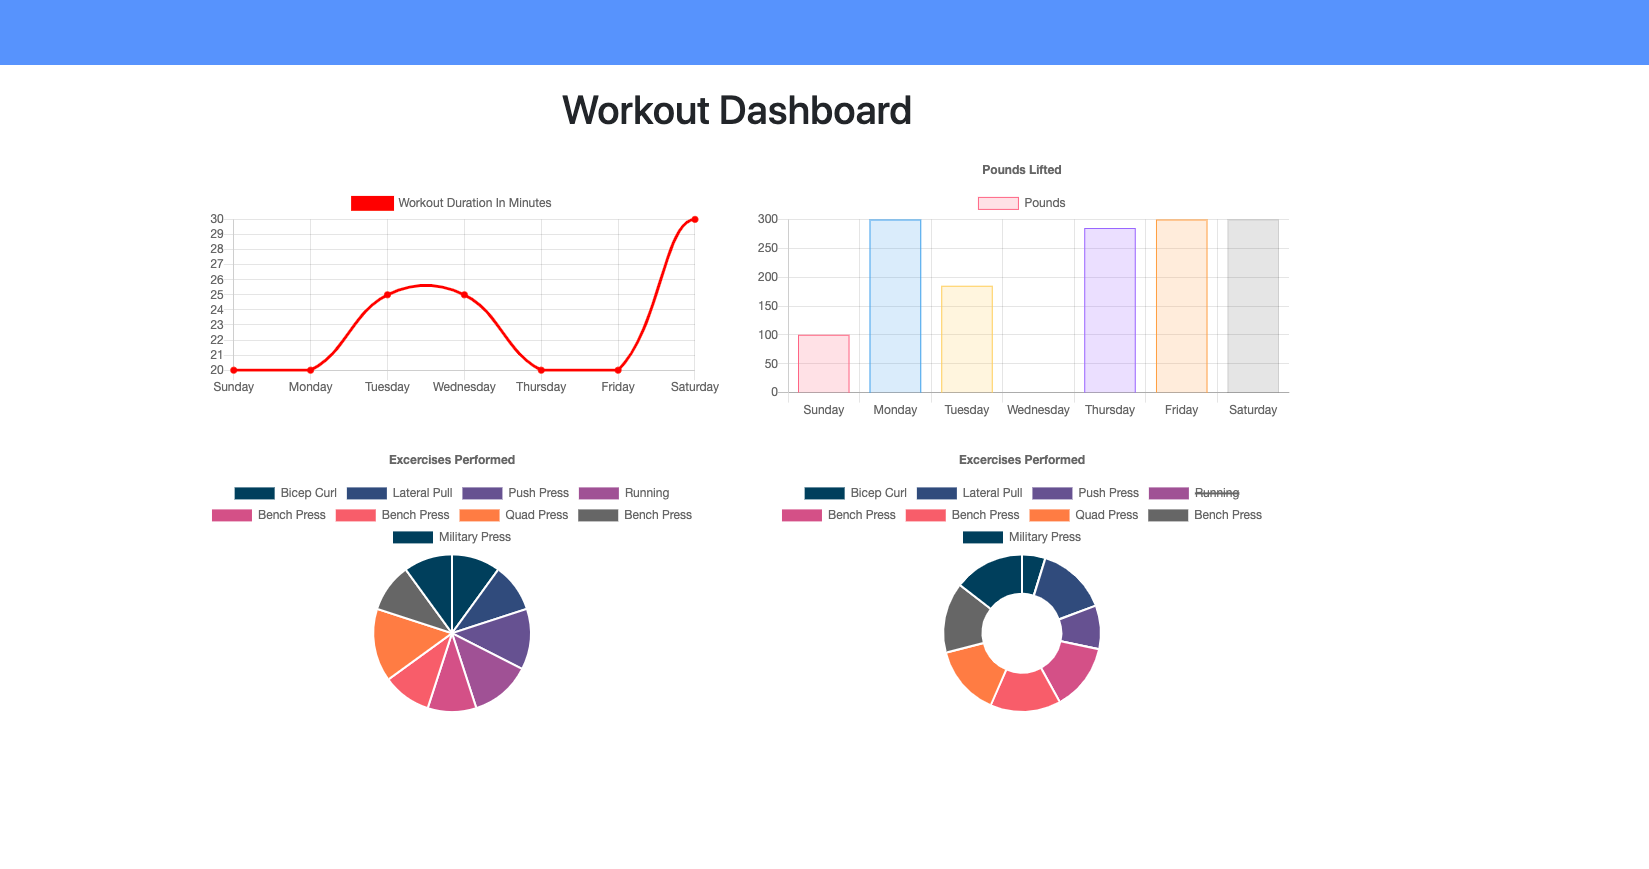 Workout Dashboard
Workout Duration In Minutes
30
29
28
27
26
25
24
23
22
21
20
Sunday Monday Tuesday Wednesday Thursday Friday Saturday
Pounds Lifted
Pounds
300
250
200
150
100
50
0
Sunday Monday Tuesday Wednesday Thursday Friday Saturday
Excercises Performed
Bicep Curl Lateral Pull Push Press Running
Bench Press Bench Press Quad Press Bench Press
Military Press
Excercises Performed
Bicep Curl Lateral Pull Push Press Running
Bench Press Bench Press Quad Press Bench Press
Military Press